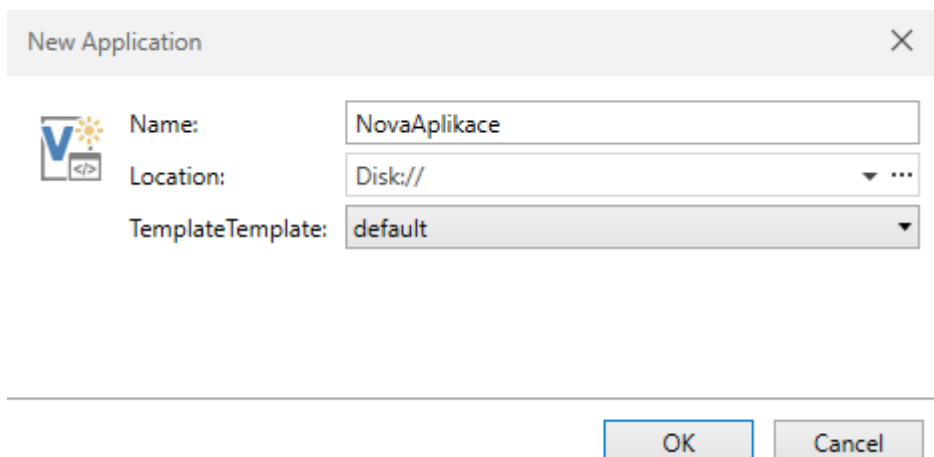 New Application
V
</>
Name: NovaAplikace
Location: Disk:// ...
TemplateTemplate: default
OK Cancel